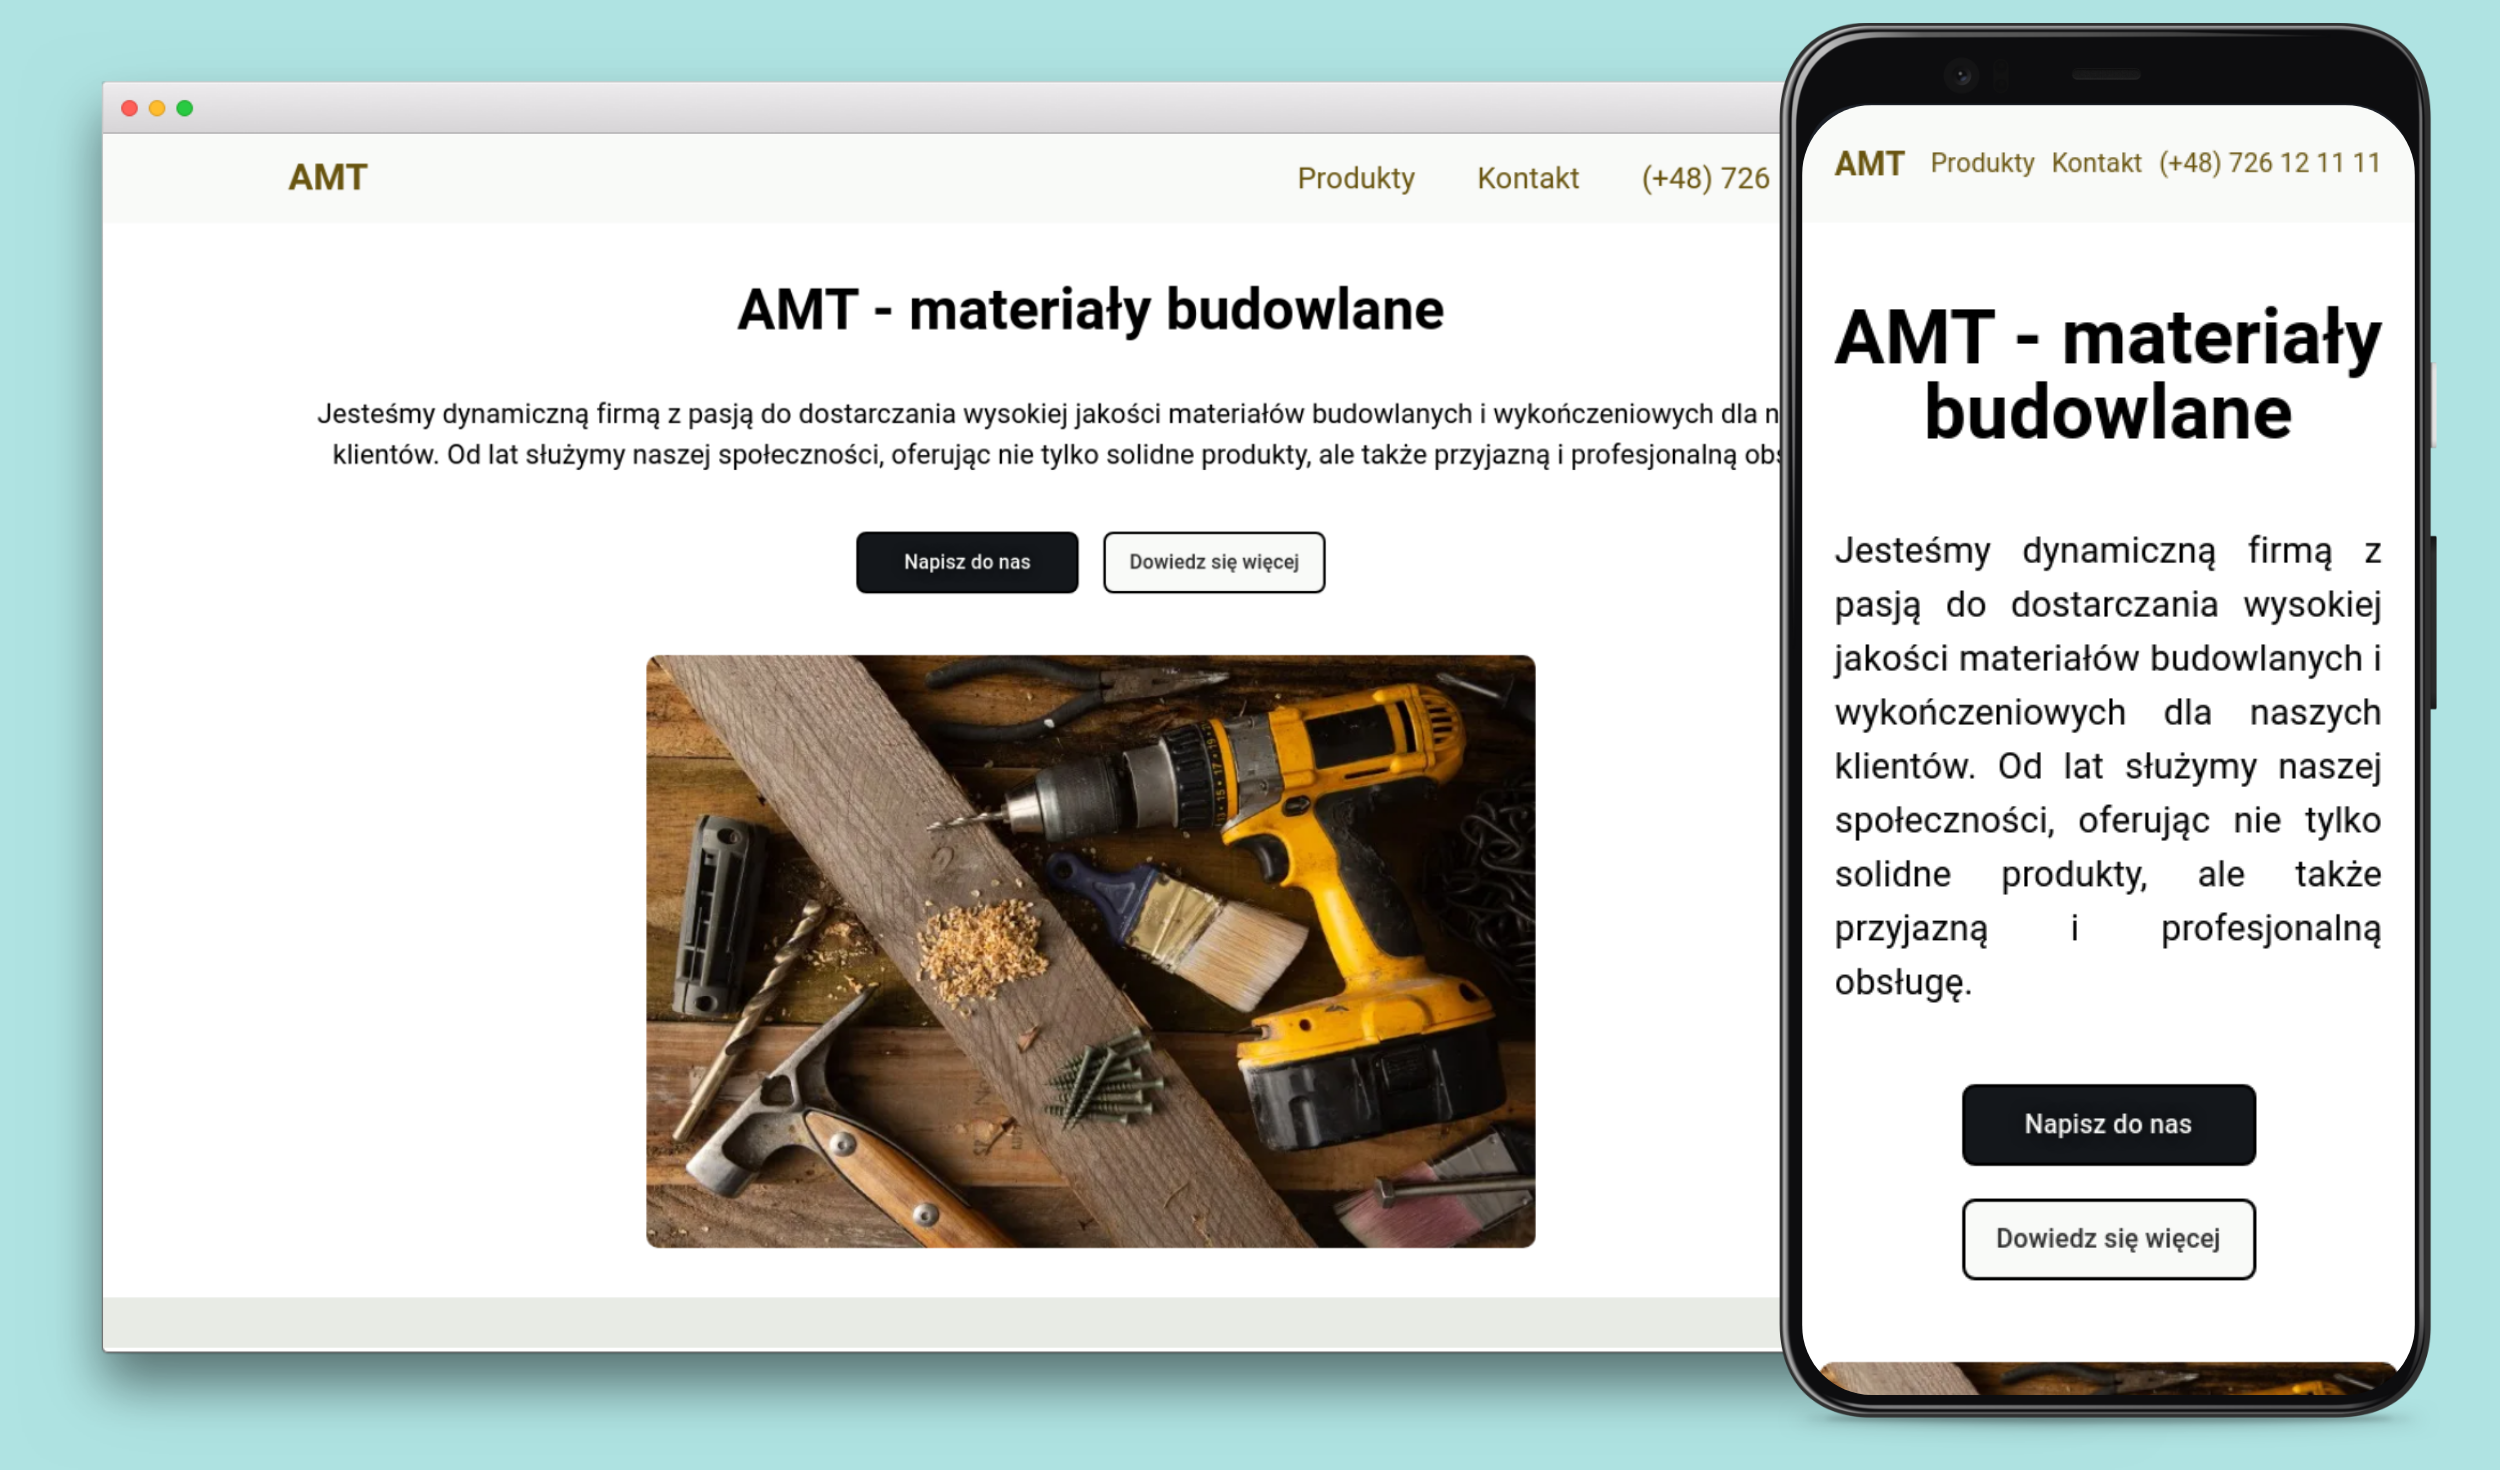 AMT
Produkty Kontakt (+48) 726
AMT - materiały budowlane
Jesteśmy dynamiczną firmą z pasją do dostarczania wysokiej jakości materiałów budowlanych i wykończeniowych dla
klientów. Od lat służymy naszej społeczności, oferując nie tylko solidne produkty, ale także przyjazną i profesjonalną
Napisz do nas
Dowiedz się więcej
AMT Produkty Kontakt (+48) 726 12 11 11
AMT - materiały
budowlane
Jesteśmy dynamiczną firmą z
pasją do dostarczania wysokiej
jakości materiałów budowlanych i
wykończeniowych dla naszych
klientów. Od lat służymy naszej
społeczności, oferując nie tylko
solidne produkty, ale także
przyjazną i profesjonalną
obsługę.
Napisz do nas
Dowiedz się więcej